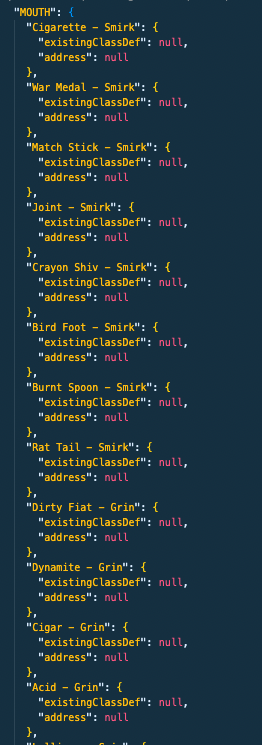 "MOUTH": {
"Cigarette – Smirk": {
"existingClassDef": null,
"address": null
},
"War Medal – Smirk": {
"existingClassDef": null,
"address": null
},
"Match Stick – Smirk": {
"existingClassDef": null,
"address": null
},
"Joint – Smirk": {
"existingClassDef": null,
"address": null
},
"Crayon Shiv – Smirk": {
"existingClassDef": null,
"address": null
},
"Bird Foot – Smirk": {
"existingClassDef": null,
"address": null
},
"Burnt Spoon – Smirk": {
"existingClassDef": null,
"address": null
},
"Rat Tail – Smirk": {
"existingClassDef": null,
"address": null
},
"Dirty Fiat – Grin": {
"existingClassDef": null,
"address": null
},
"Dynamite – Grin": {
"existingClassDef": null,
"address": null
},
"Cigar – Grin": {
"existingClassDef": null,
"address": null
},
"Acid – Grin": {
"existingClassDef": null,
"address": null
},